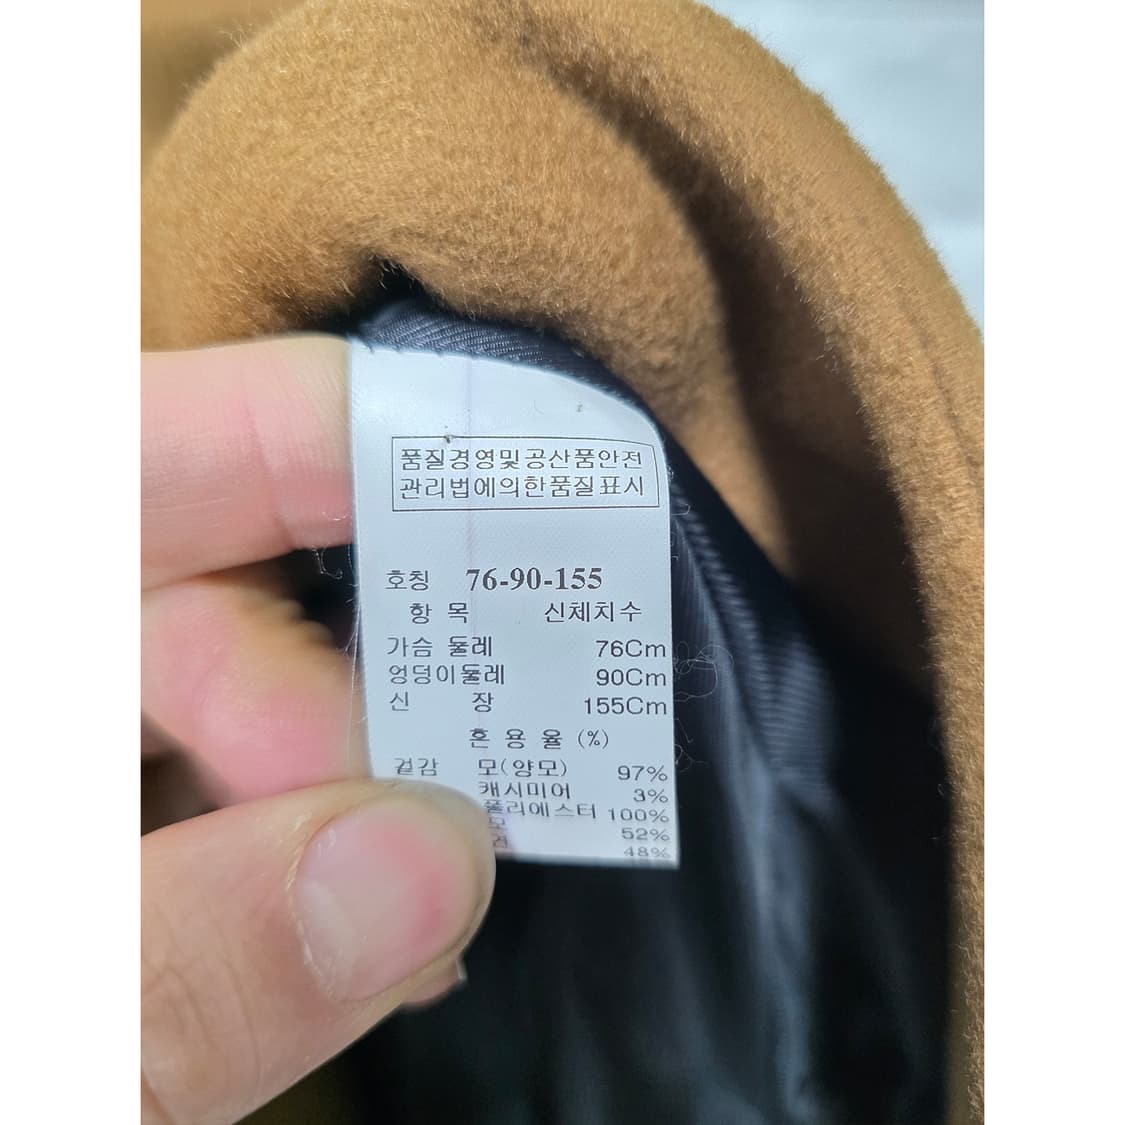 품질경영및공산품안전
관리법에의한품질표시
호칭 76-90-155
항 목 신체치수
가슴 둘레 76Cm
엉덩이둘레 90Cm
신 장 155Cm
혼 용 율 (%)
겉감 모(양모) 97%
캐시미어 3%
폴리에스터 100%
모 52%
견 48%